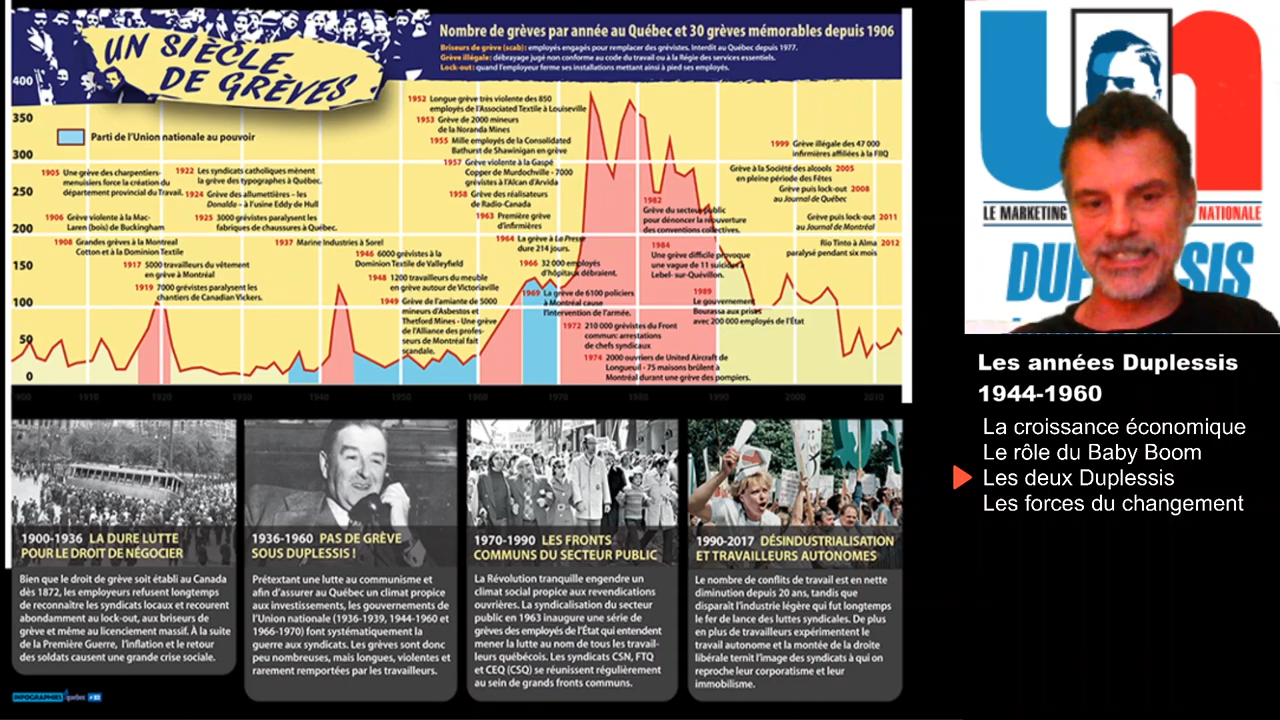 UN SIÈCLE
DE GRÈVES
Nombre de grèves par année au Québec et 30 grèves mémorables depuis 1906
Briseurs de grève (scab) : employés engagés pour remplacer des grévistes. Interdit au Québec depuis 1977.
Grève illégale : débrayage jugé non conforme au code du travail ou à la Régie des services essentiels.
Lock-out : quand l'employeur ferme ses installations mettant ainsi à pied ses employés.
400
350
300
250
200
150
100
50
0
Parti de l'Union nationale au pouvoir
1905 Une grève des charpentiers-
menuisiers force la création du
département provincial du Travail.
1906 Grève violente à la Mac-
Laren (bois) de Buckingham
1908 Grandes grèves à la Montreal
Cotton et à la Dominion Textile
1917 5000 travailleurs du vêtement
en grève à Montréal
1919 7000 grévistes paralysent les
chantiers de Canadian Vickers.
1922 Les syndicats catholiques mènent
la grève des typographes à Québec.
1924 Grève des allumettières – les
Donalda – à l'usine Eddy de Hull
1925 3000 grévistes paralysent les
fabriques de chaussures à Québec.
1937 Marine Industries à Sorel
1946 6000 grévistes à la
Dominion Textile de Valleyfield
1948 1200 travailleurs du meuble
en grève autour de Victoriaville
1949 Grève de l'amiante de 5000
mineurs d'Asbestos et
Thetford Mines - Une grève
de l'Alliance des profes-
seurs de Montréal fait
scandale.
1952 Longue grève très violente des 850
employés de l'Associated Textile à Louiseville
1953 Grève de 2000 mineurs
de la Noranda Mines
1955 Mille employés de la Consolidated
Bathurst de Shawinigan en grève
1957 Grève violente à la Gaspé
Copper de Murdochville - 7000
grévistes à l'Alcan d'Arvida
1958 Grève des réalisateurs
de Radio-Canada
1963 Première grève
d'infirmières
1964 La grève à La Presse
dure 214 jours.
1966 32 000 employés
d'hôpitaux débraient.
1969 La grève de 6100 policiers
à Montréal cause
l'intervention de l'armée.
1972 210 000 grévistes du Front
commun: arrestations
de chefs syndicaux
1974 2000 ouvriers de United Aircraft de
Longueuil - 75 maisons brûlent à
Montréal durant une grève des pompiers.
1982
Grève du secteur public
pour dénoncer la réouverture
des conventions collectives.
1984
Une grève difficile provoque
une vague de 11 suicides à
Lebel-sur-Quévillon.
1989
Le gouvernement
Bourassa aux prises
avec 200 000 employés de l'État
1999 Grève illégale des 47 000
infirmières affiliées à la FIIQ
Grève à la Société des alcools 2005
en pleine période des Fêtes
Grève puis lock-out 2008
au Journal de Québec
Grève puis lock-out 2011
au Journal de Montréal
Rio Tinto à Alma 2012
paralysé pendant six mois
1910 1920 1930 1940 1950 1960 1970 1980 1990 2000 2010
1900-1936 LA DURE LUTTE
POUR LE DROIT DE NÉGOCIER
Bien que le droit de grève soit établi au Canada
dès 1872, les employeurs refusent longtemps
de reconnaître les syndicats locaux et recourent
abondamment au lock-out, aux briseurs de
grève et même au licenciement massif. À la suite
de la Première Guerre, l'inflation et le retour
des soldats causent une grande crise sociale.
1936-1960 PAS DE GRÈVE
SOUS DUPLESSIS !
Prétextant une lutte au communisme et
afin d'assurer au Québec un climat propice
aux investissements, les gouvernements de
l'Union nationale (1936-1939, 1944-1960 et
1966-1970) font systématiquement la
guerre aux syndicats. Les grèves sont donc
peu nombreuses, mais longues, violentes et
rarement remportées par les travailleurs.
1970-1990 LES FRONTS
COMMUNS DU SECTEUR PUBLIC
La Révolution tranquille engendre un
climat social propice aux revendications
ouvrières. La syndicalisation du secteur
public en 1963 inaugure une série de
grèves des employés de l'État qui entendent
mener la lutte au nom de tous les travail-
leurs québécois. Les syndicats CSN, FTQ
et CEQ (CSQ) se réunissent régulièrement
au sein de grands fronts communs.
1990-2017 DÉSINDUSTRIALISATION
ET TRAVAILLEURS AUTONOMES
Le nombre de conflits de travail est en nette
diminution depuis 20 ans, tandis que
disparaît l'industrie légère qui fut longtemps
le fer de lance des luttes syndicales. De plus
en plus de travailleurs expérimentent le
travail autonome et la montée de la droite
libérale ternit l'image des syndicats à qui on
reproche leur corporatisme et leur
immobilisme.
INFOGRAPHIES québec
un
LE MARKETING NATIONALE
DUPLESSIS
Les années Duplessis
1944-1960
La croissance économique
Le rôle du Baby Boom
Les deux Duplessis
Les forces du changement